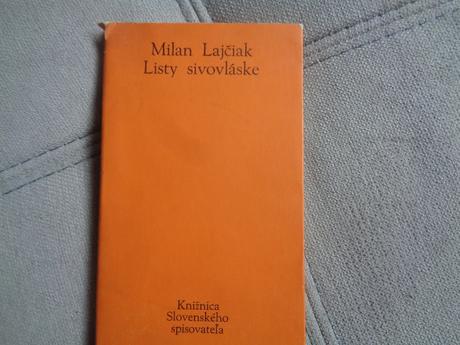 Milan Lajčiak
Listy sivovláske
Knižnica
Slovenského
spisovateľa